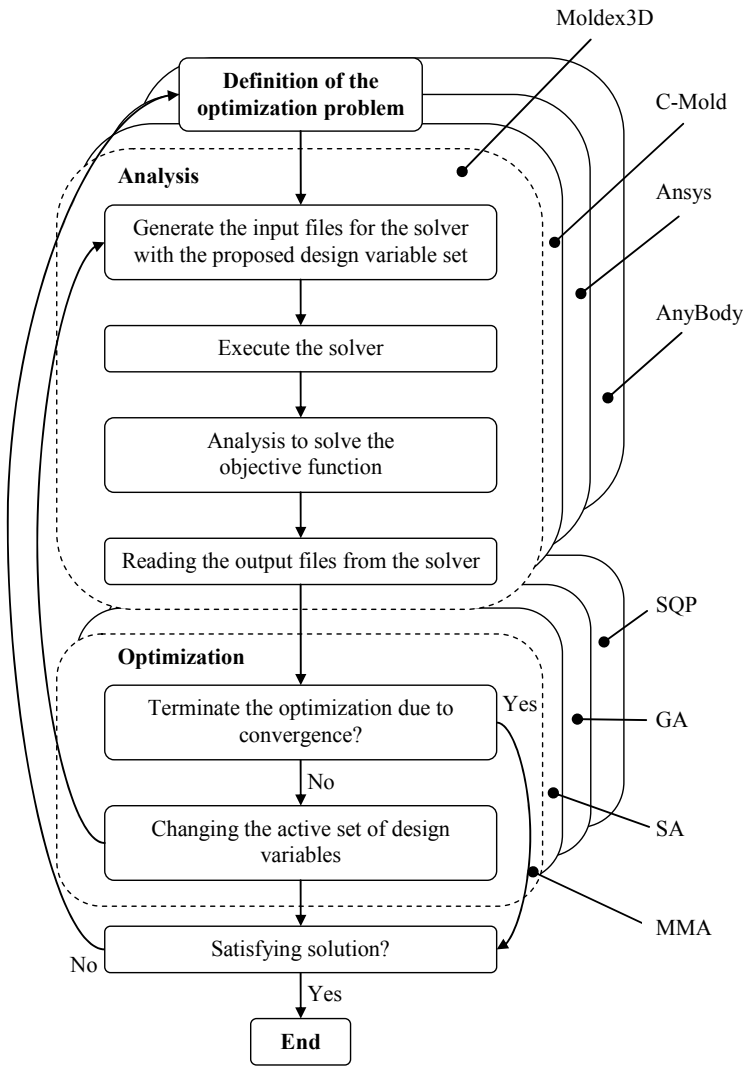 Moldex3D
Definition of the
optimization problem
C-Mold
Analysis
Ansys
Generate the input files for the solver
with the proposed design variable set
AnyBody
Execute the solver
Analysis to solve the
objective function
Reading the output files from the solver
SQP
Optimization
Terminate the optimization due to
convergence?
Yes
GA
No
Changing the active set of design
variables
SA
MMA
Satisfying solution?
No
Yes
End